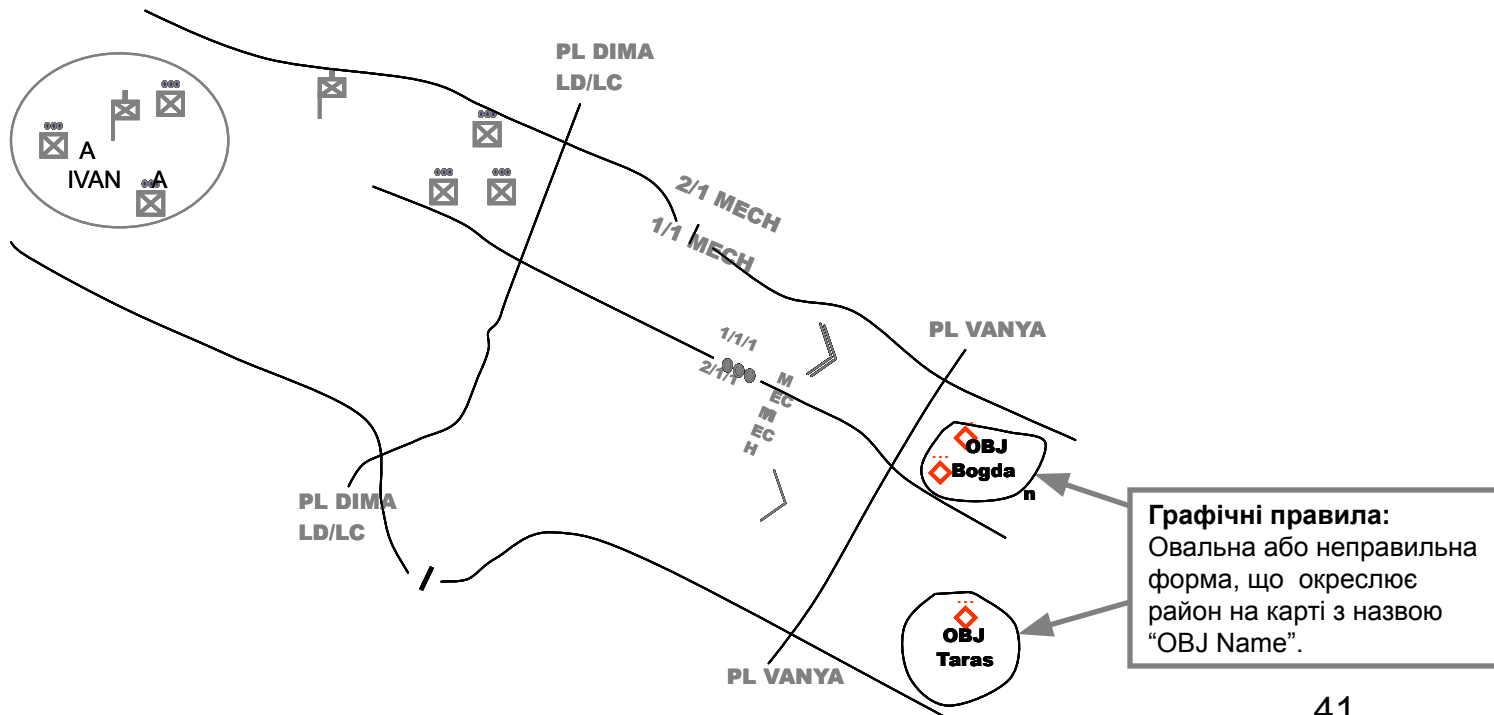 PL DIMA
LD/LC
A
IVAN A
2/1 MECH
1/1 MECH
1/1/1
2/1/1
M
EC
H
M
EC
H
PL VANYA
OBJ
Bogda
n
PL DIMA
LD/LC
OBJ
Taras
PL VANYA
Графічні правила:
Овальна або неправильна
форма, що окреслює
район на карті з назвою
“OBJ Name”.
41